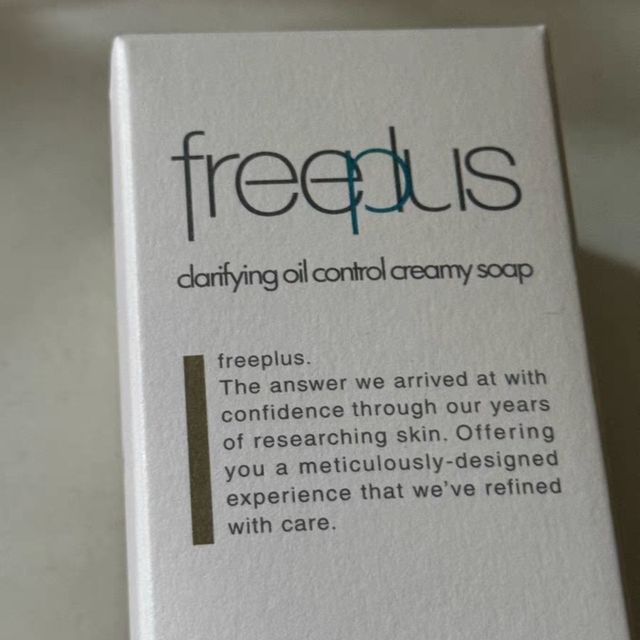 freeplus
clarifying oil control creamy soap
freeplus.
The answer we arrived at with
confidence through our years
of researching skin. Offering
you a meticulously-designed
experience that we've refined
with care.